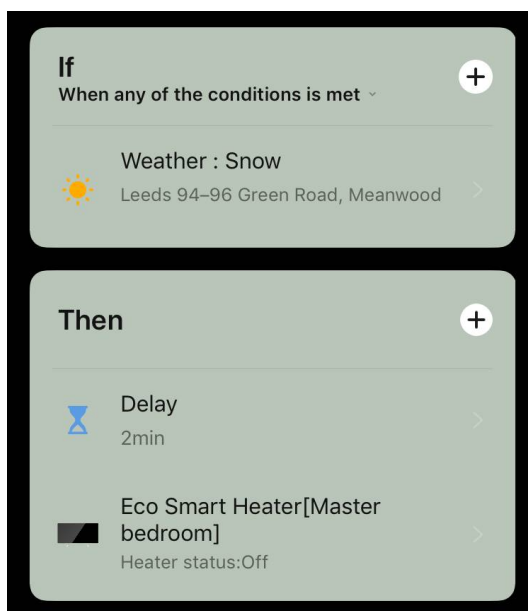 If
When any of the conditions is met
Weather : Snow
Leeds 94–96 Green Road, Meanwood
Then
Delay
2min
Eco Smart Heater[Master
bedroom]
Heater status:Off